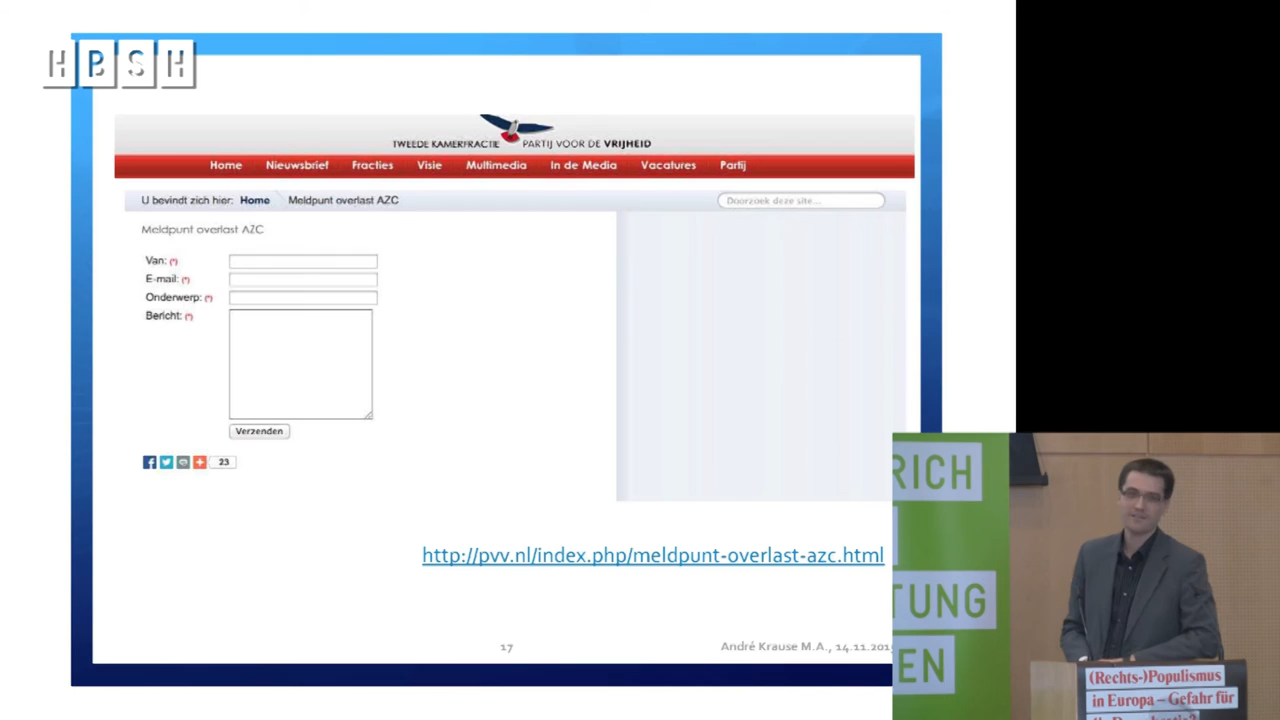 HBSH
TWEEDE KAMERFRACTIE PARTIJ VOOR DE VRIJHEID
Home Nieuwsbrief Fracties Visie Multimedia In de Media Vacatures Partij
U bevindt zich hier: Home Meldpunt overlast AZC
Doorzoek deze site...
Meldpunt overlast AZC
Van: (*)
E-mail: (*)
Onderwerp: (*)
Bericht: (*)
Verzenden
23
http://pvv.nl/index.php/meldpunt-overlast-azc.html
17
André Krause M.A., 14.11.201
RICH
TUNG
EN
(Rechts-)Populismus
in Europa – Gefahr für
die Demokratie?